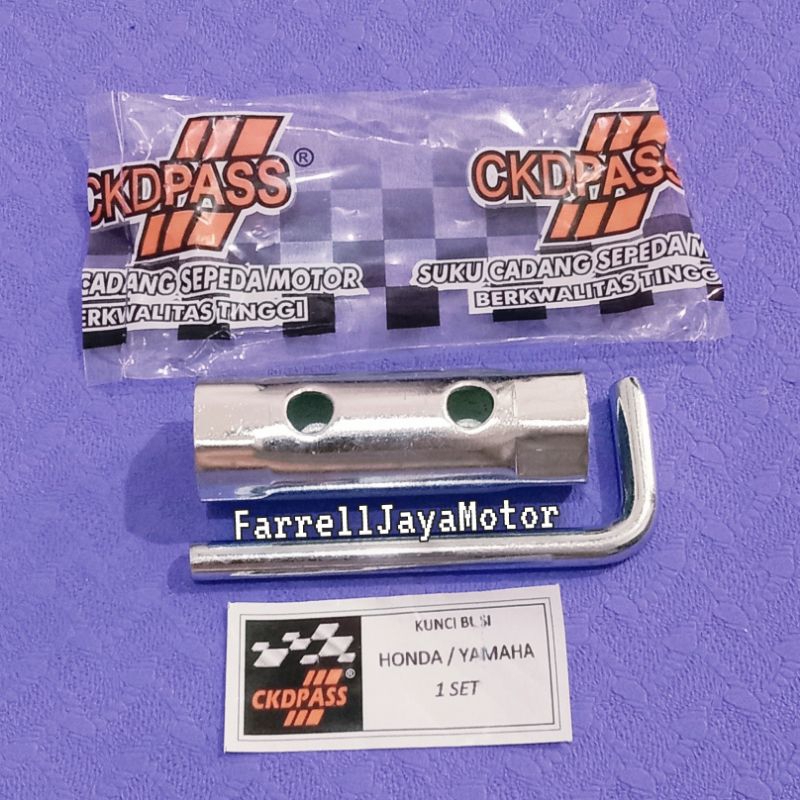 CKDPASS ®
CADANG SEPEDA MOTOR
BERKWALITAS TINGGI
CKDPASS
SUKU CADANG SEPEDA M
BERKWALITAS TINGG
FarrellJayaMotor
KUNCI BUSI
HONDA / YAMAHA
1 SET
CKDPASS ®